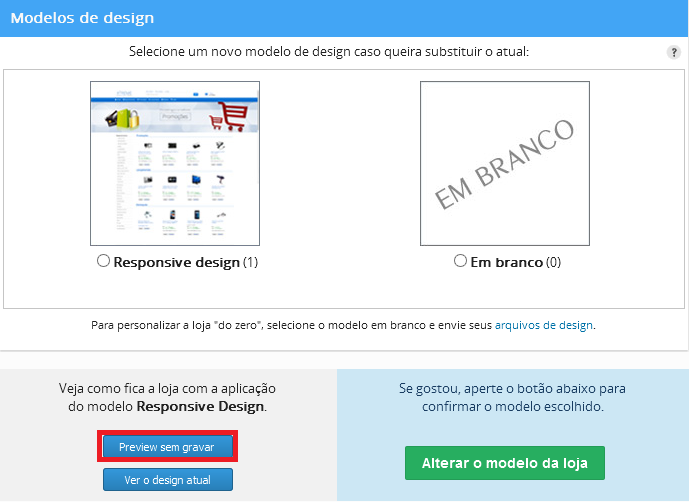 Modelos de design
Selecione um novo modelo de design caso queira substituir o atual:
?
Promoções
EM BRANCO
Responsive design (1)
Em branco (0)
Para personalizar a loja "do zero", selecione o modelo em branco e envie seus arquivos de design.
Veja como fica a loja com a aplicação
do modelo Responsive Design.
Preview sem gravar
Ver o design atual
Se gostou, aperte o botão abaixo para
confirmar o modelo escolhido.
Alterar o modelo da loja